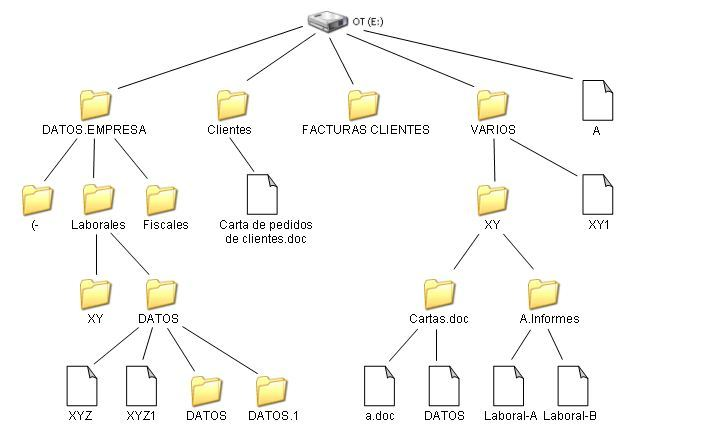 OT (E:)
DATOS.EMPRESA
Clientes
FACTURAS CLIENTES
VARIOS
A
(-
Laborales
Fiscales
Carta de pedidos
de clientes.doc
XY
XY1
XY
DATOS
Cartas.doc
A.Informes
XYZ
XYZ1
DATOS
DATOS.1
a.doc
DATOS
Laboral-A
Laboral-B